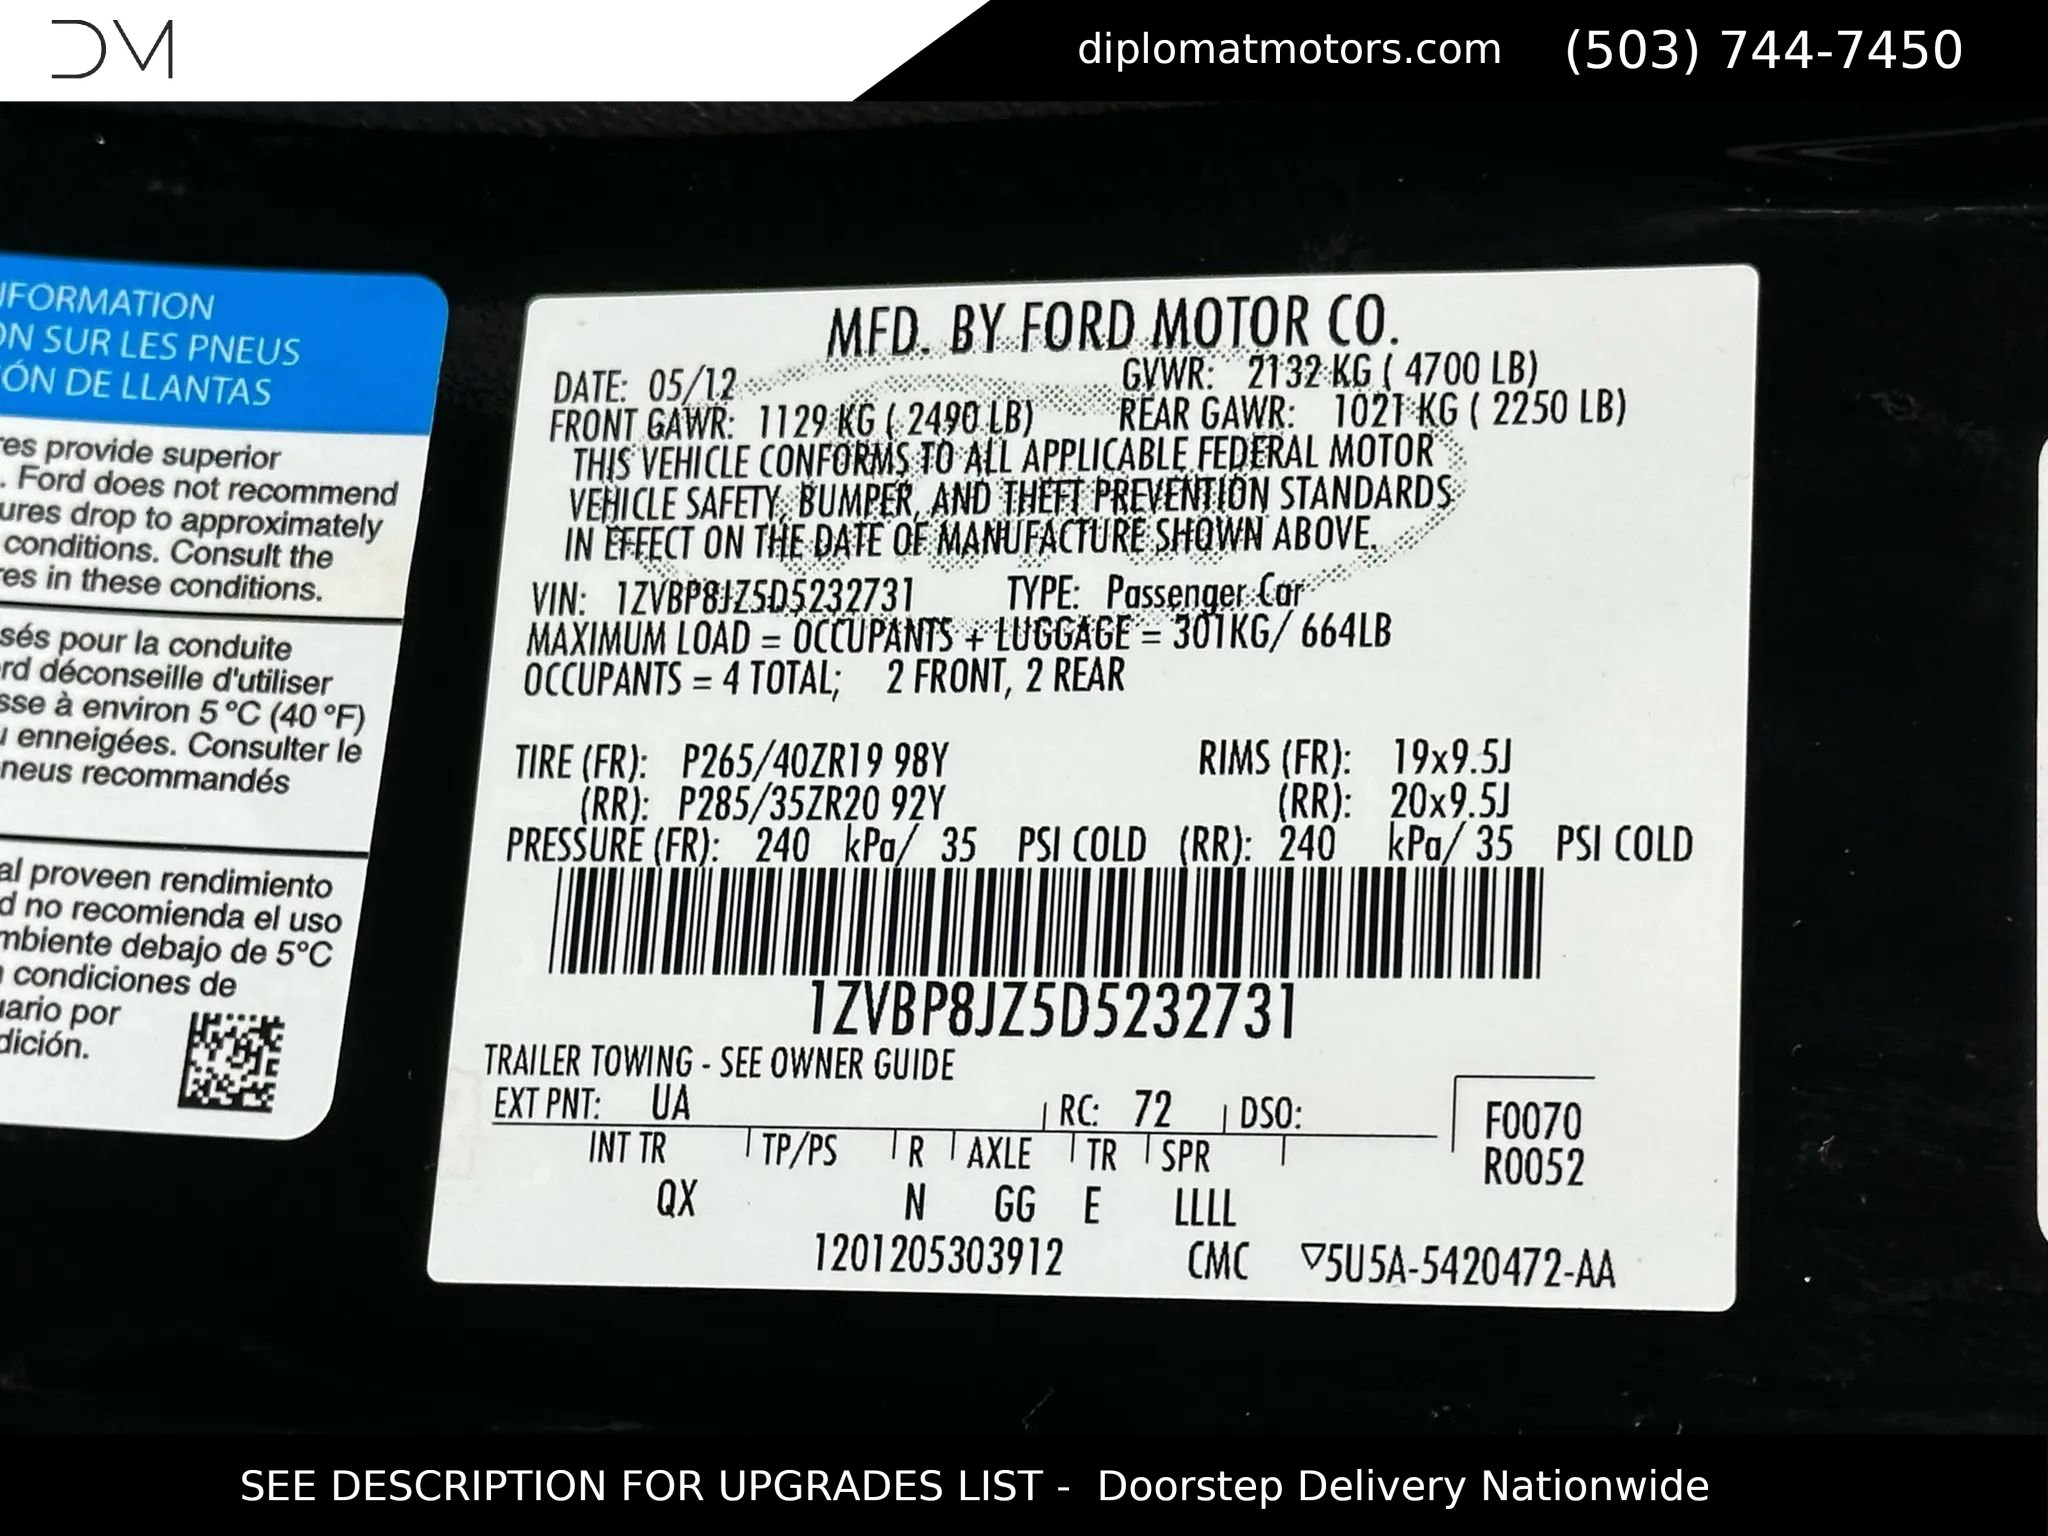 DM
diplomatmotors.com (503) 744-7450
NFORMATION
ON SUR LES PNEUS
ÓN DE LLANTAS
res provide superior
. Ford does not recommend
ures drop to approximately
conditions. Consult the
res in these conditions.
sés pour la conduite
rd déconseille d'utiliser
sse à environ 5 °C (40 °F)
u enneigées. Consulter le
neus recommandés
al proveen rendimiento
d no recomienda el uso
mbiente debajo de 5°C
n condiciones de
uario por
dición.
MFD. BY FORD MOTOR CO.
DATE: 05/12 GVWR: 2132 KG ( 4700 LB)
FRONT GAWR: 1129 KG ( 2490 LB) REAR GAWR: 1021 KG ( 2250 LB)
THIS VEHICLE CONFORMS TO ALL APPLICABLE FEDERAL MOTOR
VEHICLE SAFETY, BUMPER, AND THEFT PREVENTION STANDARDS
IN EFFECT ON THE DATE OF MANUFACTURE SHOWN ABOVE.
VIN: 1ZVBP8JZ5D5232731 TYPE: Passenger Car
MAXIMUM LOAD = OCCUPANTS + LUGGAGE = 301KG/ 664LB
OCCUPANTS = 4 TOTAL; 2 FRONT, 2 REAR
TIRE (FR): P265/40ZR19 98Y RIMS (FR): 19x9.5J
(RR): P285/35ZR20 92Y (RR): 20x9.5J
PRESSURE (FR): 240 kPa/ 35 PSI COLD (RR): 240 kPa/ 35 PSI COLD
1ZVBP8JZ5D5232731
TRAILER TOWING - SEE OWNER GUIDE
EXT PNT: UA RC: 72 DSO: F0070
INT TR TP/PS R AXLE TR SPR R0052
QX N GG E LLLL
1201205303912 CMC ▽5U5A-5420472-AA
SEE DESCRIPTION FOR UPGRADES LIST - Doorstep Delivery Nationwide